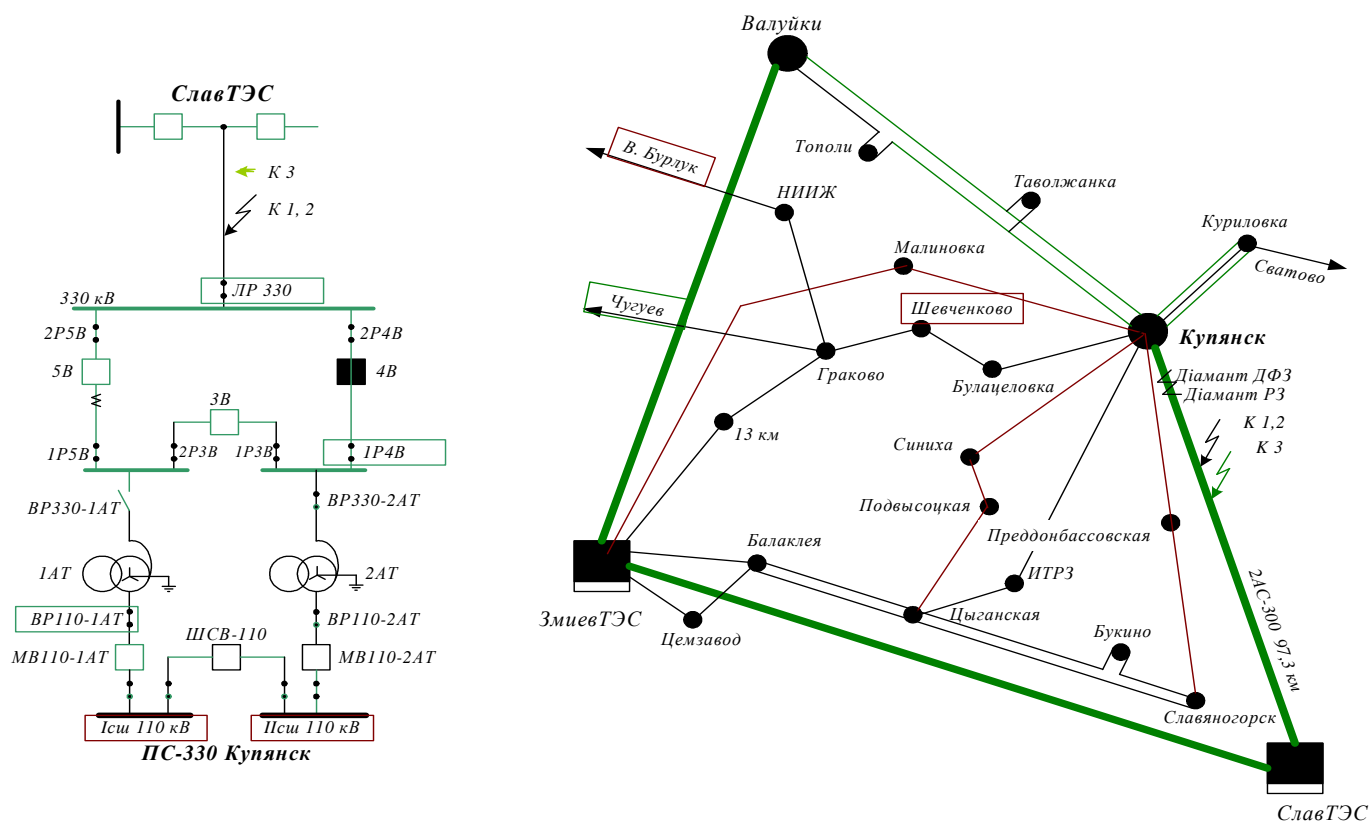 СлавТЭС
К 3
К 1, 2
ЛР 330
330 кВ
2Р5В
2Р4В
5В
4В
3В
1Р5В
2Р3В
1Р3В
1Р4В
ВР330-1АТ
ВР330-2АТ
1АТ
2АТ
ВР110-1АТ
ВР110-2АТ
ШСВ-110
МВ110-1АТ
МВ110-2АТ
Iсш 110 кВ
IIсш 110 кВ
ПС-330 Купянск
Валуйки
В. Бурлук
Тополи
НИИЖ
Таволжанка
Куриловка
Сватово
Малиновка
Чугуев
Шевченково
Купянск
Граково
Булацеловка
Діамант ДФЗ
Діамант РЗ
К 1,2
К 3
13 км
Синиха
Подвысоцкая
Преддонбассовская
Балаклея
ИТРЗ
2АС-300 97,3 км
ЗмиевТЭС
Цемзавод
Цыганская
Букино
Славяногорск
СлавТЭС